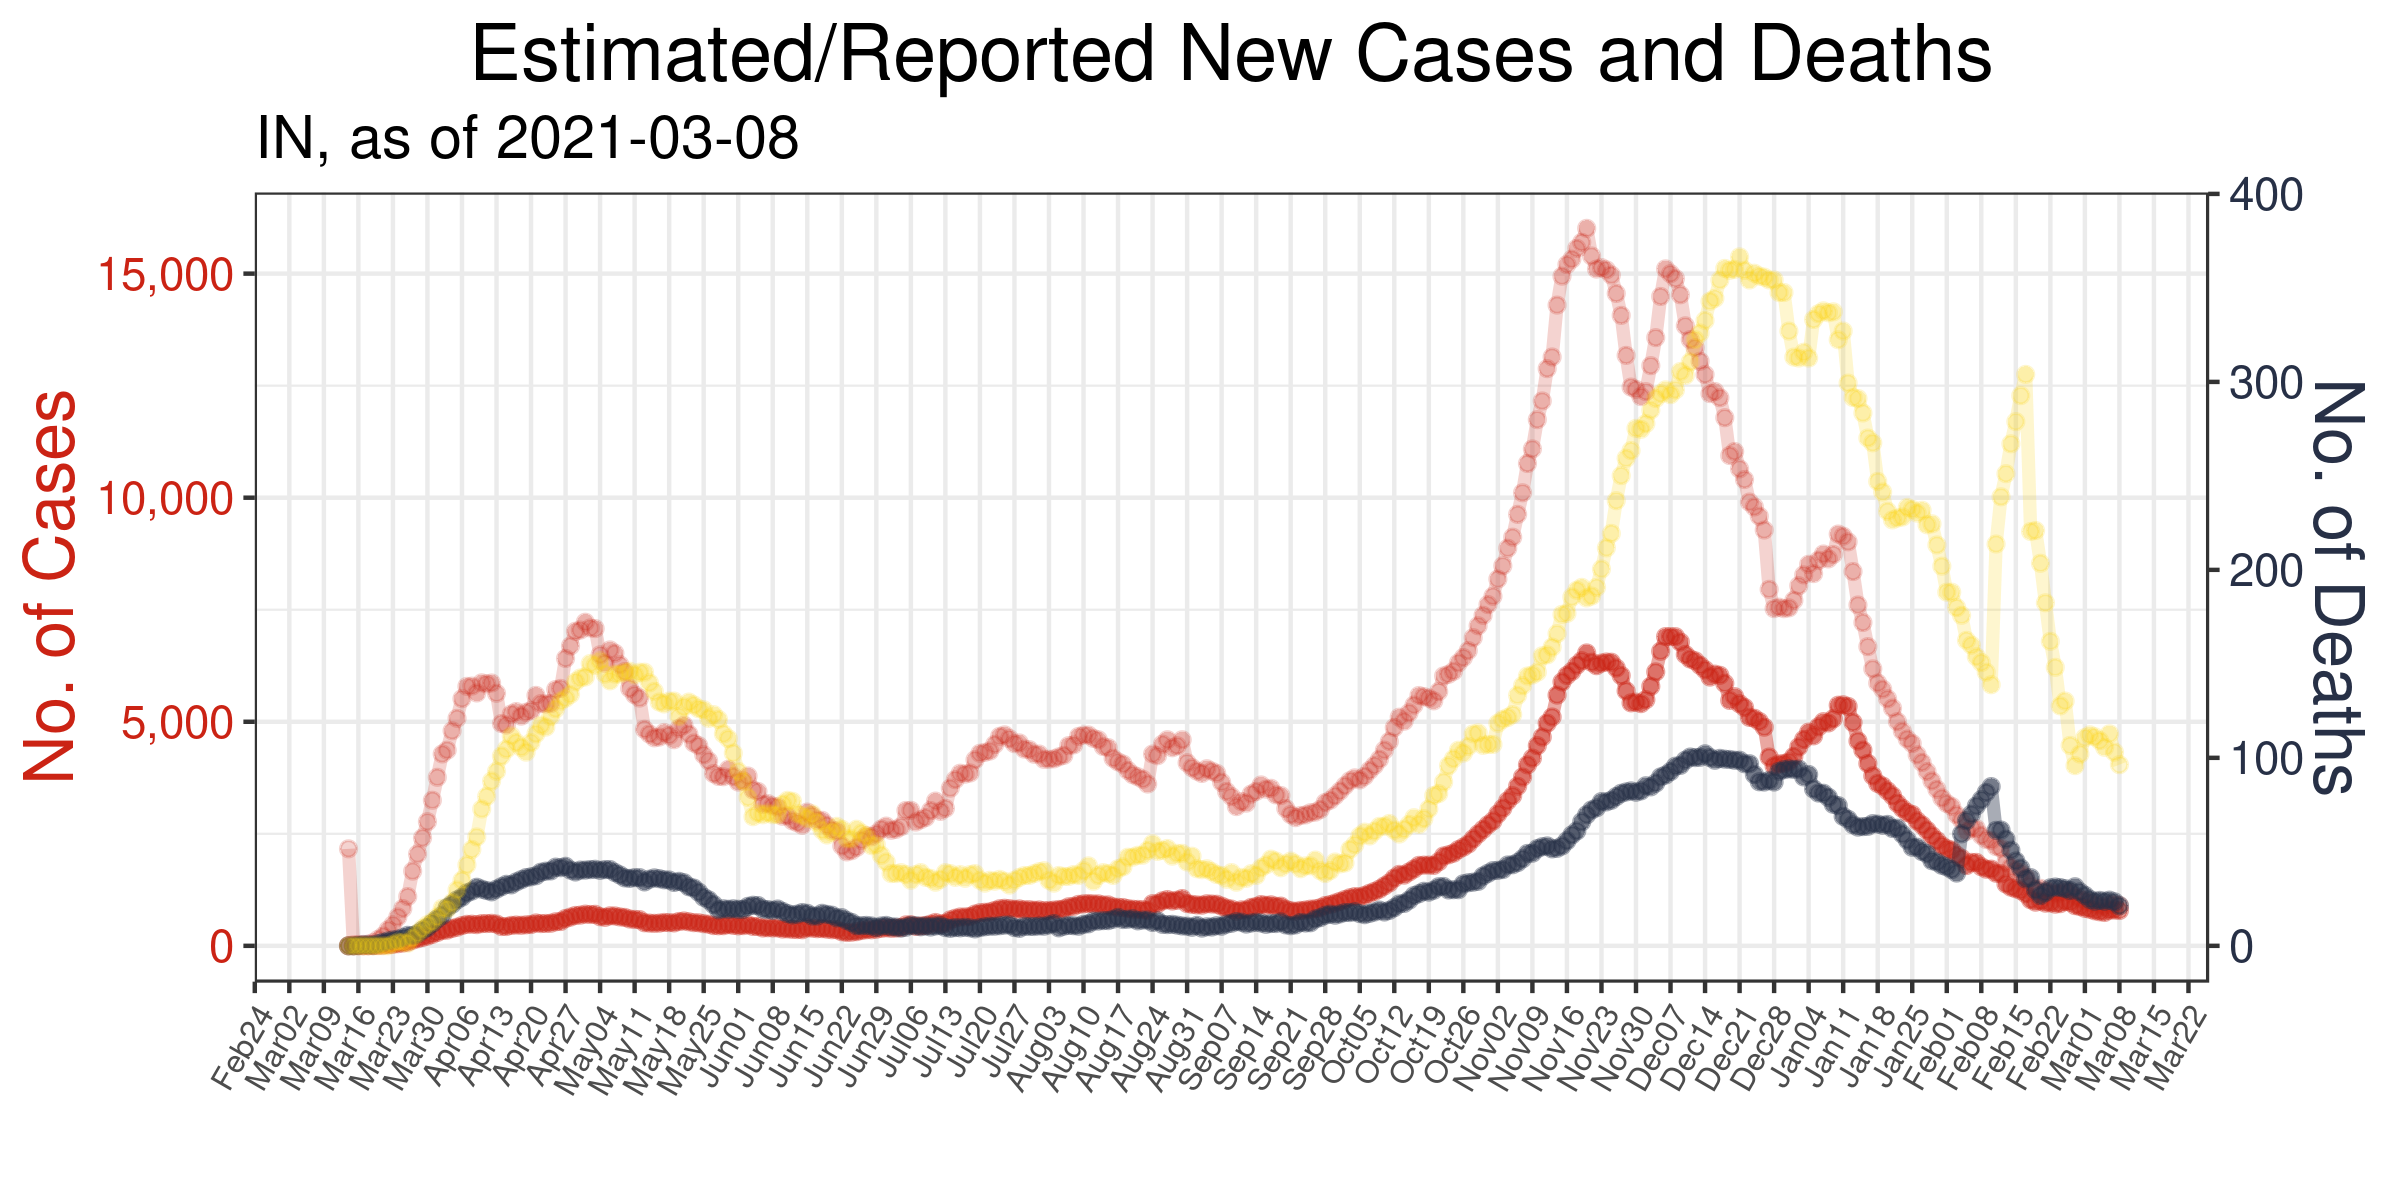 Estimated/Reported New Cases and Deaths
IN, as of 2021-03-08
No. of Cases
15,000
10,000
5,000
0
400
300
200
100
0
No. of Deaths
Feb24
Mar02
Mar09
Mar16
Mar23
Mar30
Apr06
Apr13
Apr20
Apr27
May04
May11
May18
May25
Jun01
Jun08
Jun15
Jun22
Jun29
Jul06
Jul13
Jul20
Jul27
Aug03
Aug10
Aug17
Aug24
Aug31
Sep07
Sep14
Sep21
Sep28
Oct05
Oct12
Oct19
Oct26
Nov02
Nov09
Nov16
Nov23
Nov30
Dec07
Dec14
Dec21
Dec28
Jan04
Jan11
Jan18
Jan25
Feb01
Feb08
Feb15
Feb22
Mar01
Mar08
Mar15
Mar22